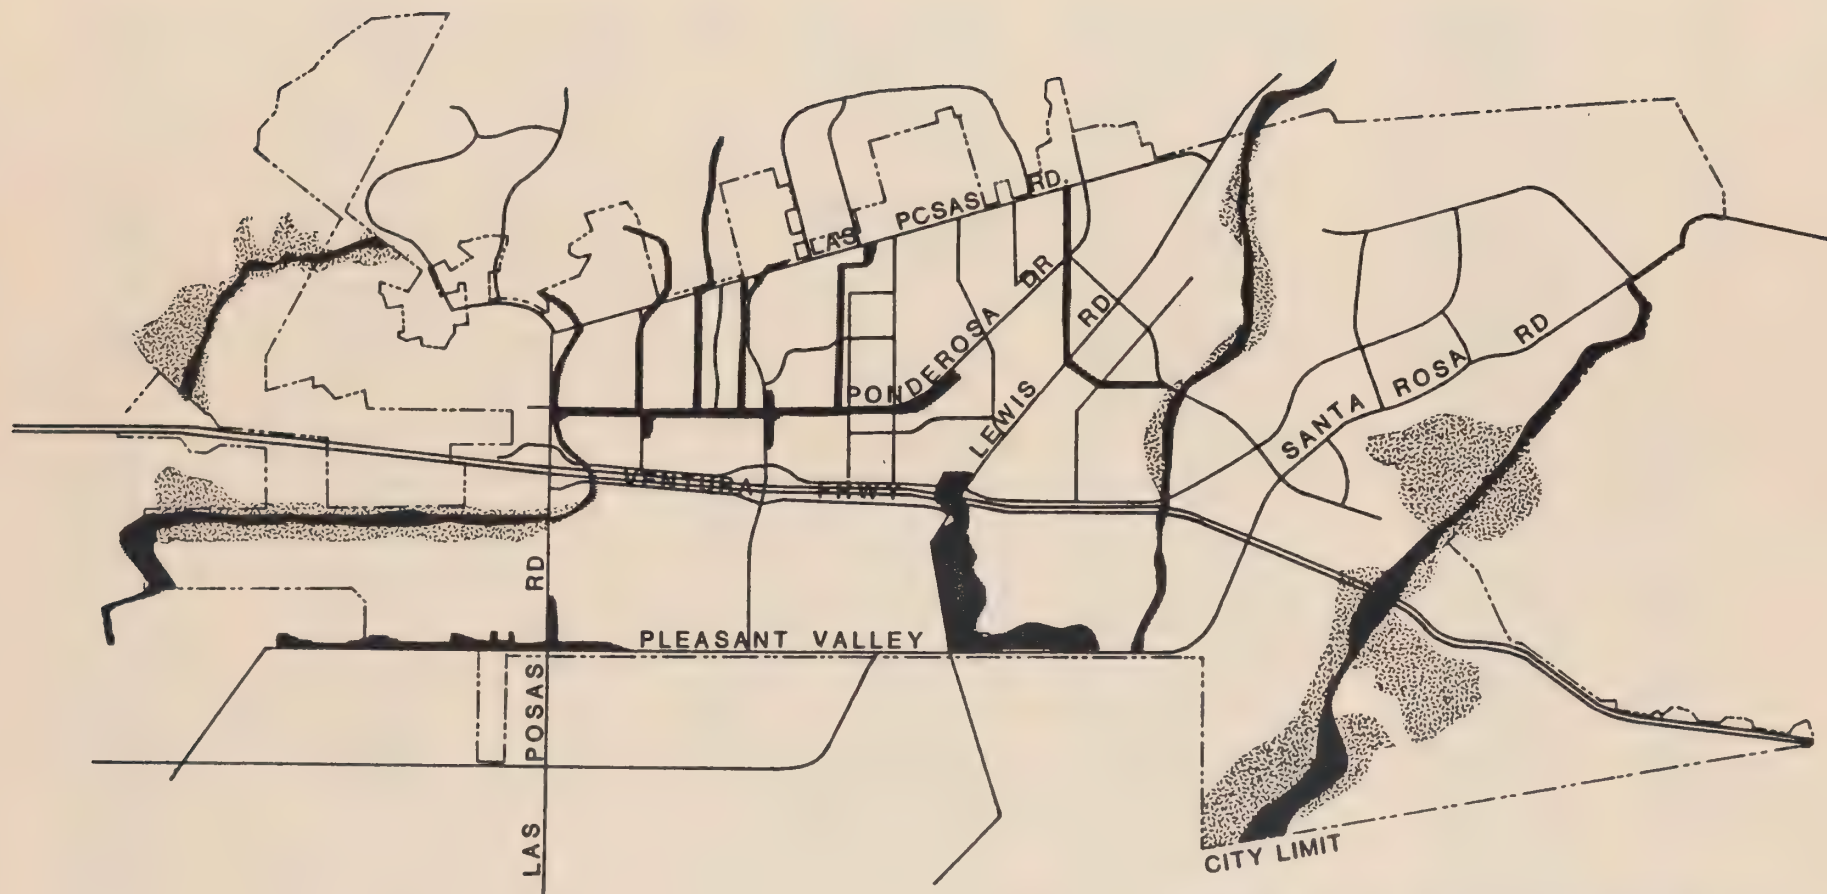 LAS PCSAS RD.
PONDEROSA DR
LEWIS RD
SANTA ROSA RD
VENTURA FRWY
PLEASANT VALLEY
LAS POSAS RD
CITY LIMIT